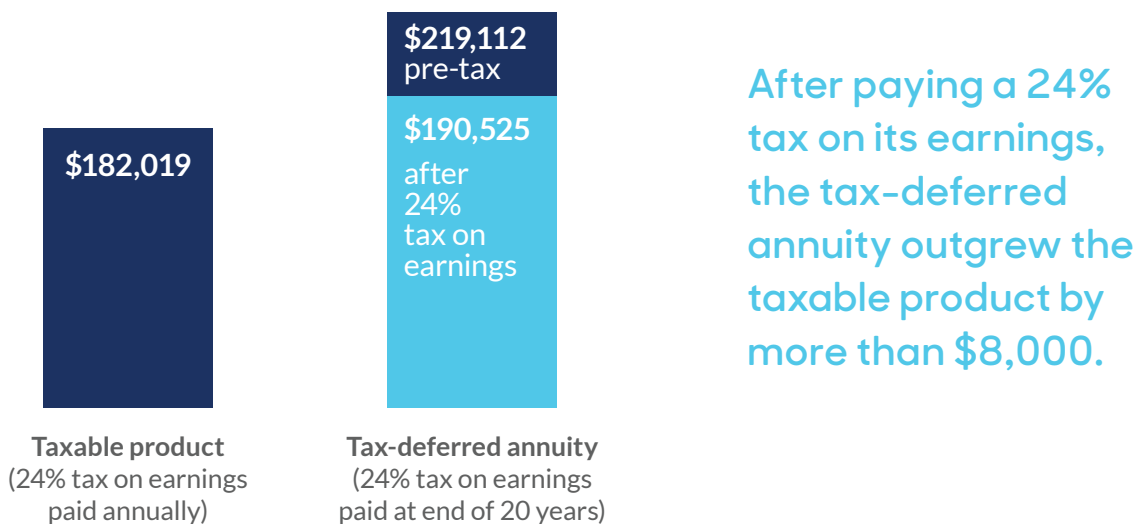 $182,019
Taxable product
(24% tax on earnings
paid annually)
$219,112
pre-tax
$190,525
after
24%
tax on
earnings
Tax-deferred annuity
(24% tax on earnings
paid at end of 20 years)
After paying a 24%
tax on its earnings,
the tax-deferred
annuity outgrew the
taxable product by
more than $8,000.